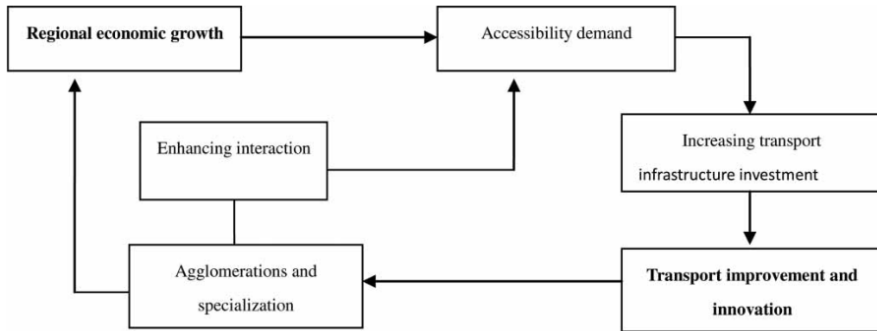 Regional economic growth
Accessibility demand
Enhancing interaction
Increasing transport
infrastructure investment
Agglomerations and
specialization
Transport improvement and
innovation